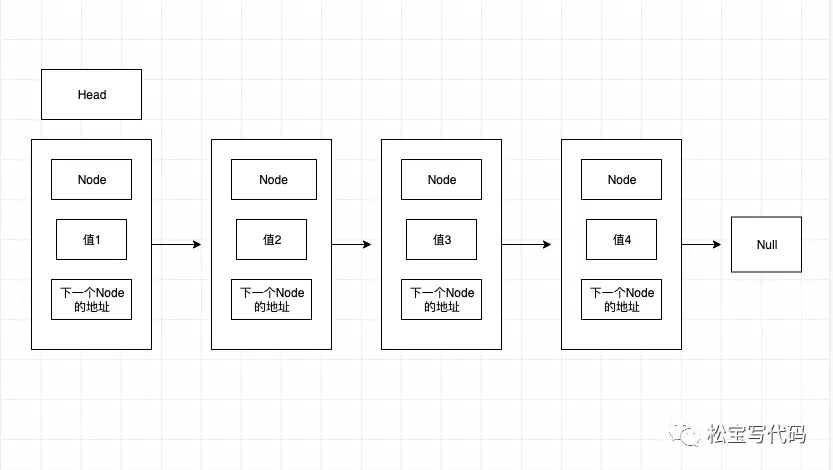 Head
Node
值1
下一个Node
的地址
Node
值2
下一个Node
的地址
Node
值3
下一个Node
的地址
Node
值4
下一个Node
的地址
Null
松宝写代码